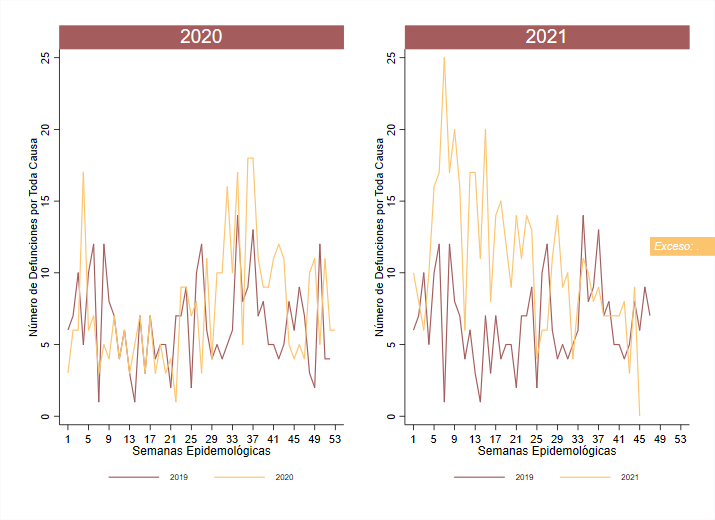 2020
Número de Defunciones por Toda Causa
25
20
15
10
5
0
1 5 9 13 17 21 25 29 33 37 41 45 49 53
Semanas Epidemológicas
2019 2020
2021
Número de Defunciones por Toda Causa
25
20
15
10
5
0
1 5 9 13 17 21 25 29 33 37 41 45 49 53
Semanas Epidemológicas
2019 2021
Exceso: .